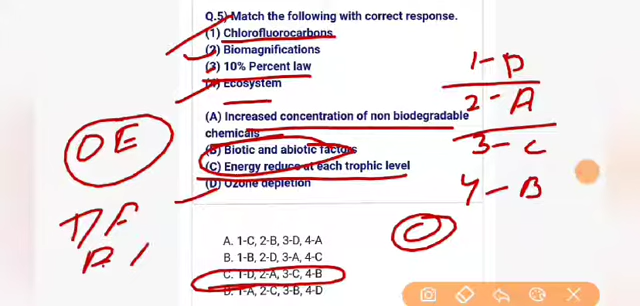 Q.5) Match the following with correct response.
(1) Chlorofluorocarbons
(2) Biomagnifications
(3) 10% Percent law
(4) Ecosystem
(A) Increased concentration of non biodegradable
chemicals
(B) Biotic and abiotic factors
(C) Energy reduce at each trophic level
(D) Ozone depletion
A. 1-C, 2-B, 3-D, 4-A
B. 1-B, 2-D, 3-A, 4-C
C. 1-D, 2-A, 3-C, 4-B
D. 1-A, 2-C, 3-B, 4-D
1-D
2-A
3-C
4-B
OE